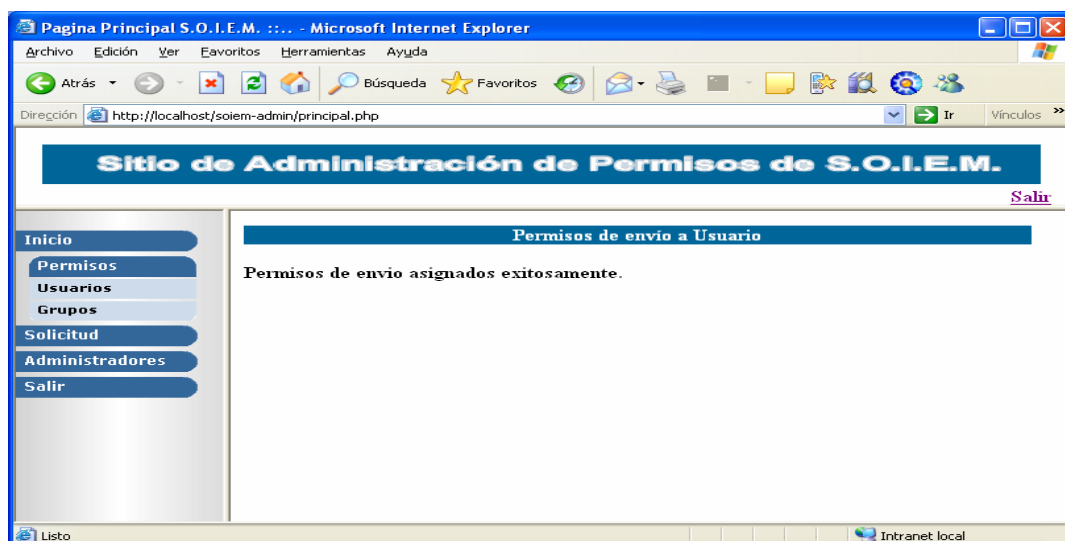 Pagina Principal S.O.I.E.M. ::.. - Microsoft Internet Explorer
Archivo Edición Ver Favoritos Herramientas Ayuda
Atrás Búsqueda Favoritos
Dirección http://localhost/soiem-admin/principal.php Ir Vínculos »
Sitio de Administración de Permisos de S.O.I.E.M.
Salir
Inicio
Permisos
Usuarios
Grupos
Solicitud
Administradores
Salir
Permisos de envío a Usuario
Permisos de envio asignados exitosamente.
Listo Intranet local